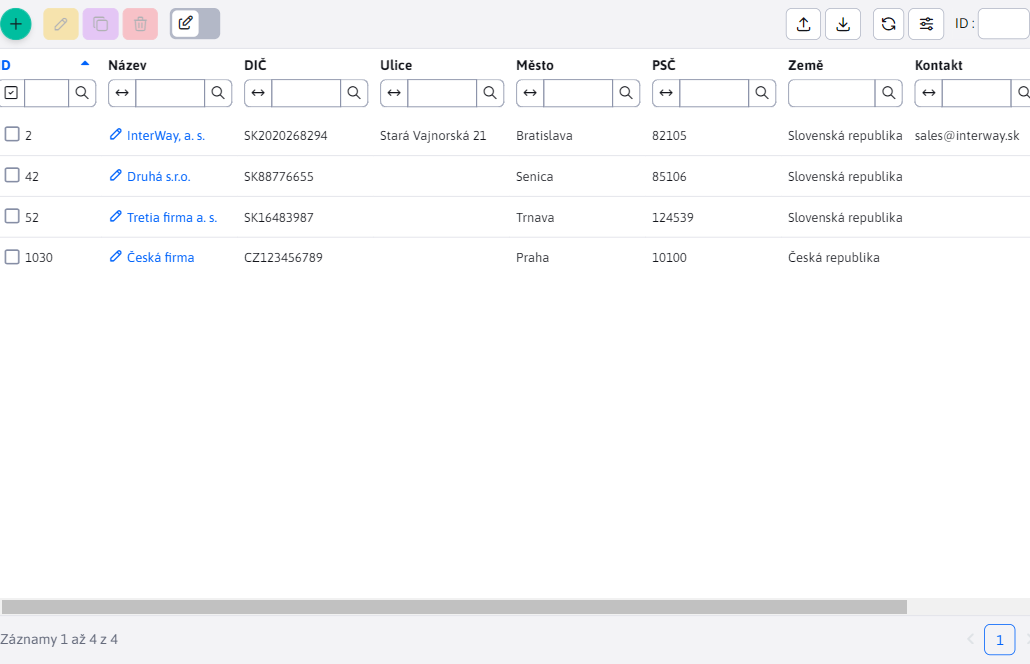 ID :
ID Název DIČ Ulice Město PSČ Země Kontakt
2 InterWay, a. s. SK2020268294 Stará Vajnorská 21 Bratislava 82105 Slovenská republika sales@interway.sk
42 Druhá s.r.o. SK88776655 Senica 85106 Slovenská republika
52 Tretia firma a. s. SK16483987 Trnava 124539 Slovenská republika
1030 Česká firma CZ123456789 Praha 10100 Česká republika
Záznamy 1 až 4 z 4 1